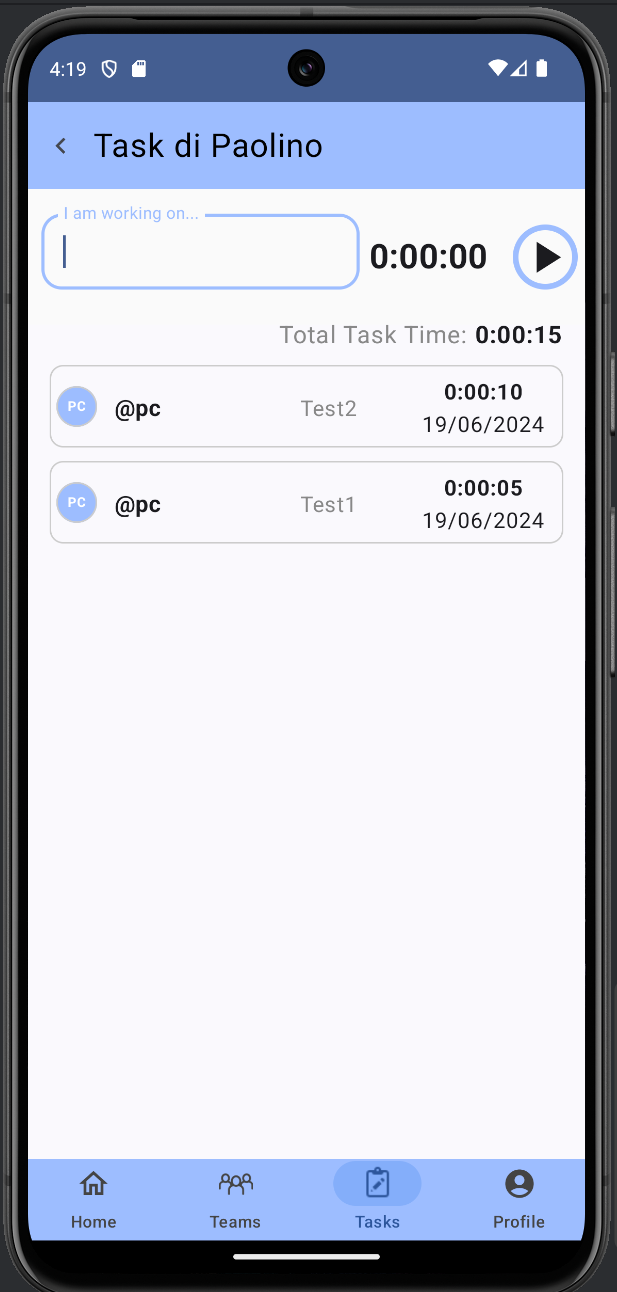 4:19
Task di Paolino
I am working on...
0:00:00
Total Task Time: 0:00:15
PC @pc Test2 0:00:10
19/06/2024
PC @pc Test1 0:00:05
19/06/2024
Home Teams Tasks Profile